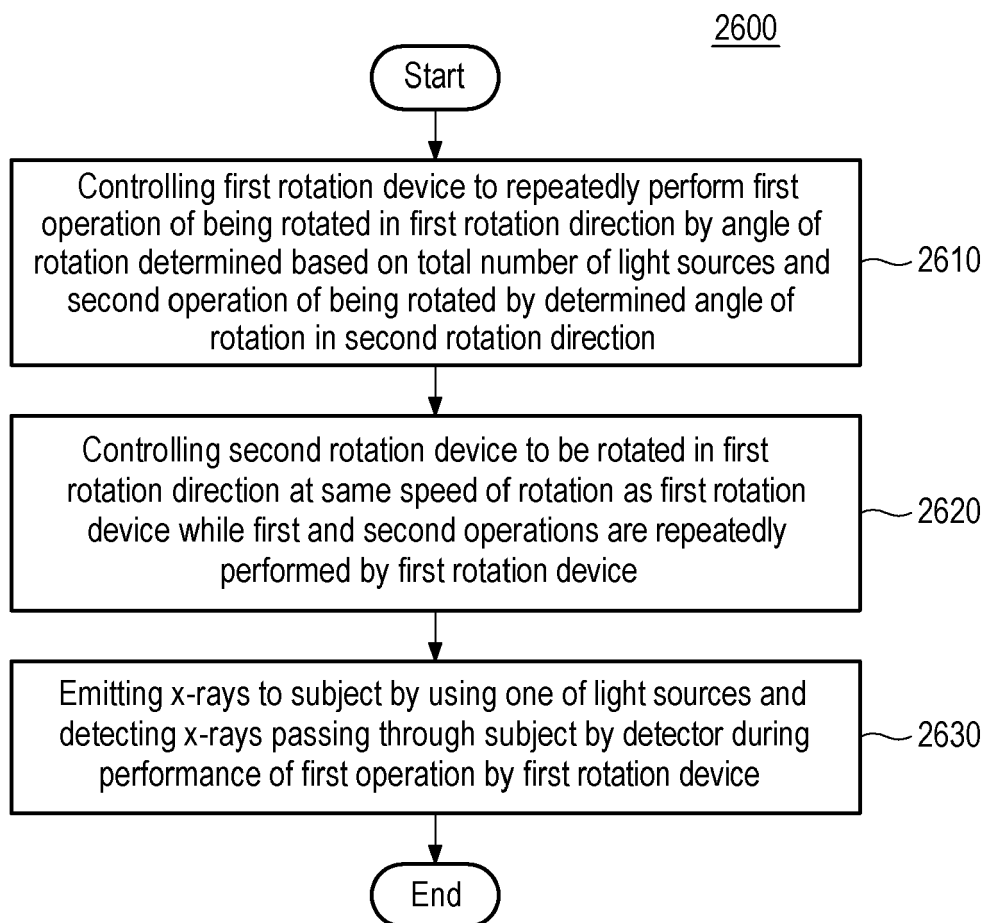 2600
Start
Controlling first rotation device to repeatedly perform first
operation of being rotated in first rotation direction by angle of
rotation determined based on total number of light sources and
second operation of being rotated by determined angle of
rotation in second rotation direction
2610
Controlling second rotation device to be rotated in first
rotation direction at same speed of rotation as first rotation
device while first and second operations are repeatedly
performed by first rotation device
2620
Emitting x-rays to subject by using one of light sources and
detecting x-rays passing through subject by detector during
performance of first operation by first rotation device
2630
End